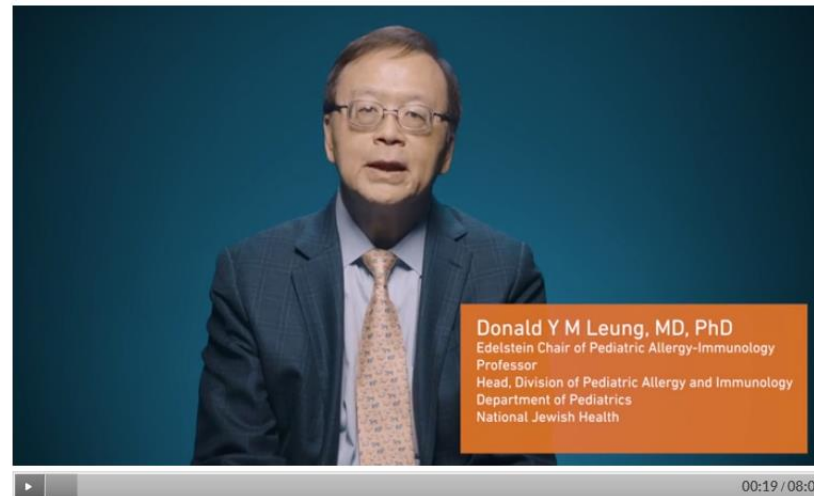 Donald Y M Leung, MD, PhD
Edelstein Chair of Pediatric Allergy-Immunology
Professor
Head, Division of Pediatric Allergy and Immunology
Department of Pediatrics
National Jewish Health
00:19 / 08:0